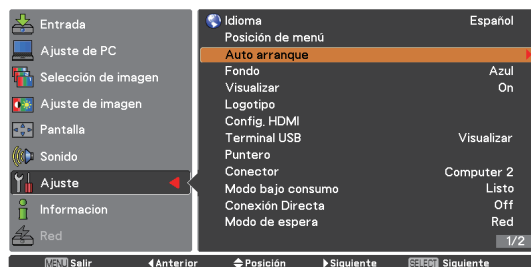 Entrada
Ajuste de PC
Selección de imagen
Ajuste de imagen
Pantalla
Sonido
Ajuste
Informacion
Red
Idioma Español
Posición de menú
Auto arranque
Fondo Azul
Visualizar On
Logotipo
Config. HDMI
Terminal USB Visualizar
Puntero
Conector Computer 2
Modo bajo consumo Listo
Conexión Directa Off
Modo de espera Red
1/2
MENU Salir Anterior Posición Siguiente SELECT Siguiente